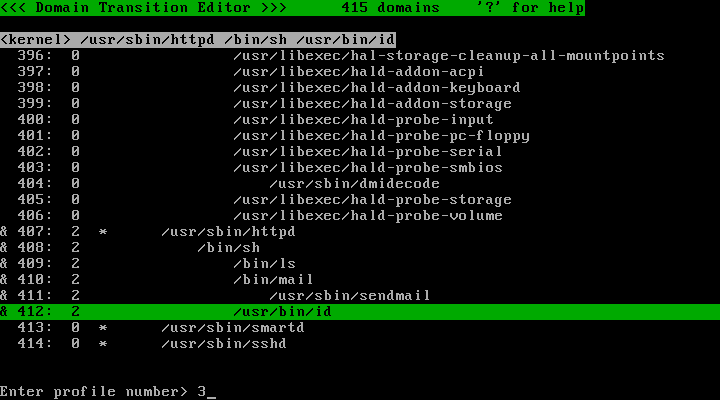 <<< Domain Transition Editor >>>      415 domains    '?' for help
<kernel> /usr/sbin/httpd /bin/sh /usr/bin/id
  396:  0                 /usr/libexec/hal-storage-cleanup-all-mountpoints
  397:  0                 /usr/libexec/hald-addon-acpi
  398:  0                 /usr/libexec/hald-addon-keyboard
  399:  0                 /usr/libexec/hald-addon-storage
  400:  0                 /usr/libexec/hald-probe-input
  401:  0                 /usr/libexec/hald-probe-pc-floppy
  402:  0                 /usr/libexec/hald-probe-serial
  403:  0                 /usr/libexec/hald-probe-smbios
  404:  0                     /usr/sbin/dmidecode
  405:  0                 /usr/libexec/hald-probe-storage
  406:  0                 /usr/libexec/hald-probe-volume
& 407:  2  *      /usr/sbin/httpd
& 408:  2             /bin/sh
& 409:  2                 /bin/ls
& 410:  2                 /bin/mail
& 411:  2                     /usr/sbin/sendmail
& 412:  2                 /usr/bin/id
  413:  0  *      /usr/sbin/smartd
  414:  0  *      /usr/sbin/sshd
Enter profile number> 3_